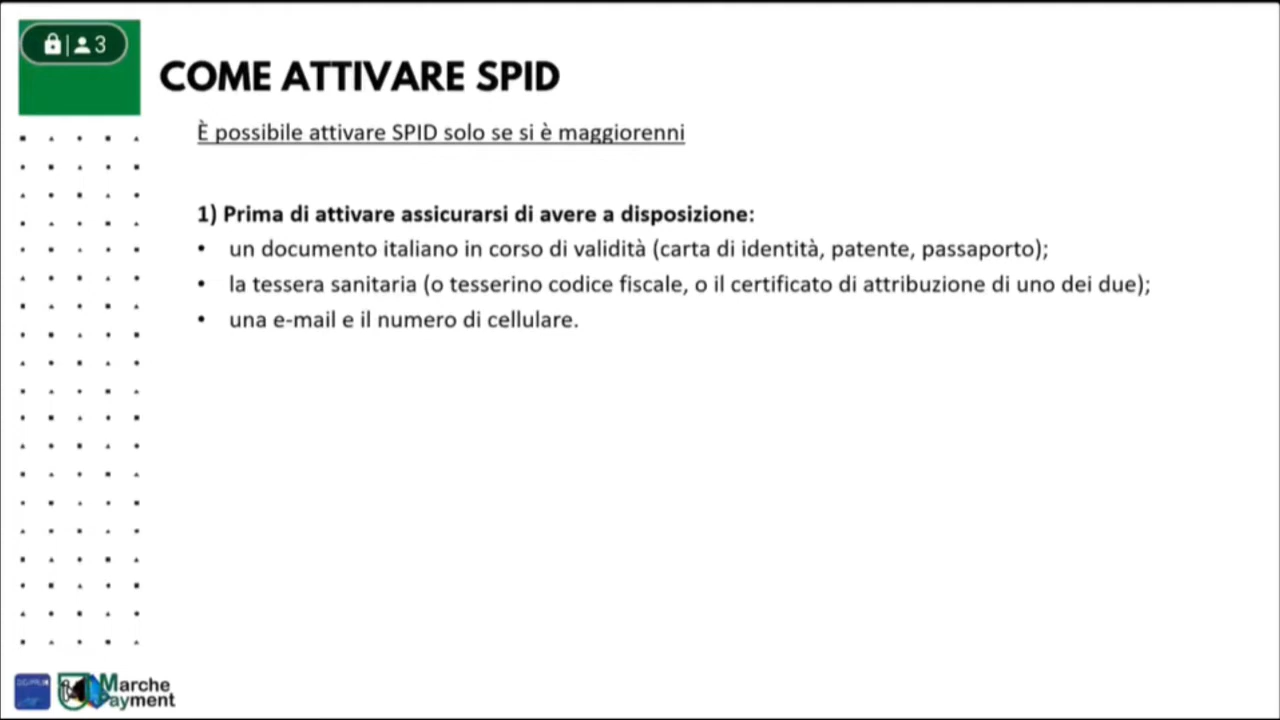 3
COME ATTIVARE SPID
È possibile attivare SPID solo se si è maggiorenni
1) Prima di attivare assicurarsi di avere a disposizione:
• un documento italiano in corso di validità (carta di identità, patente, passaporto);
• la tessera sanitaria (o tesserino codice fiscale, o il certificato di attribuzione di uno dei due);
• una e-mail e il numero di cellulare.
Marche
Payment